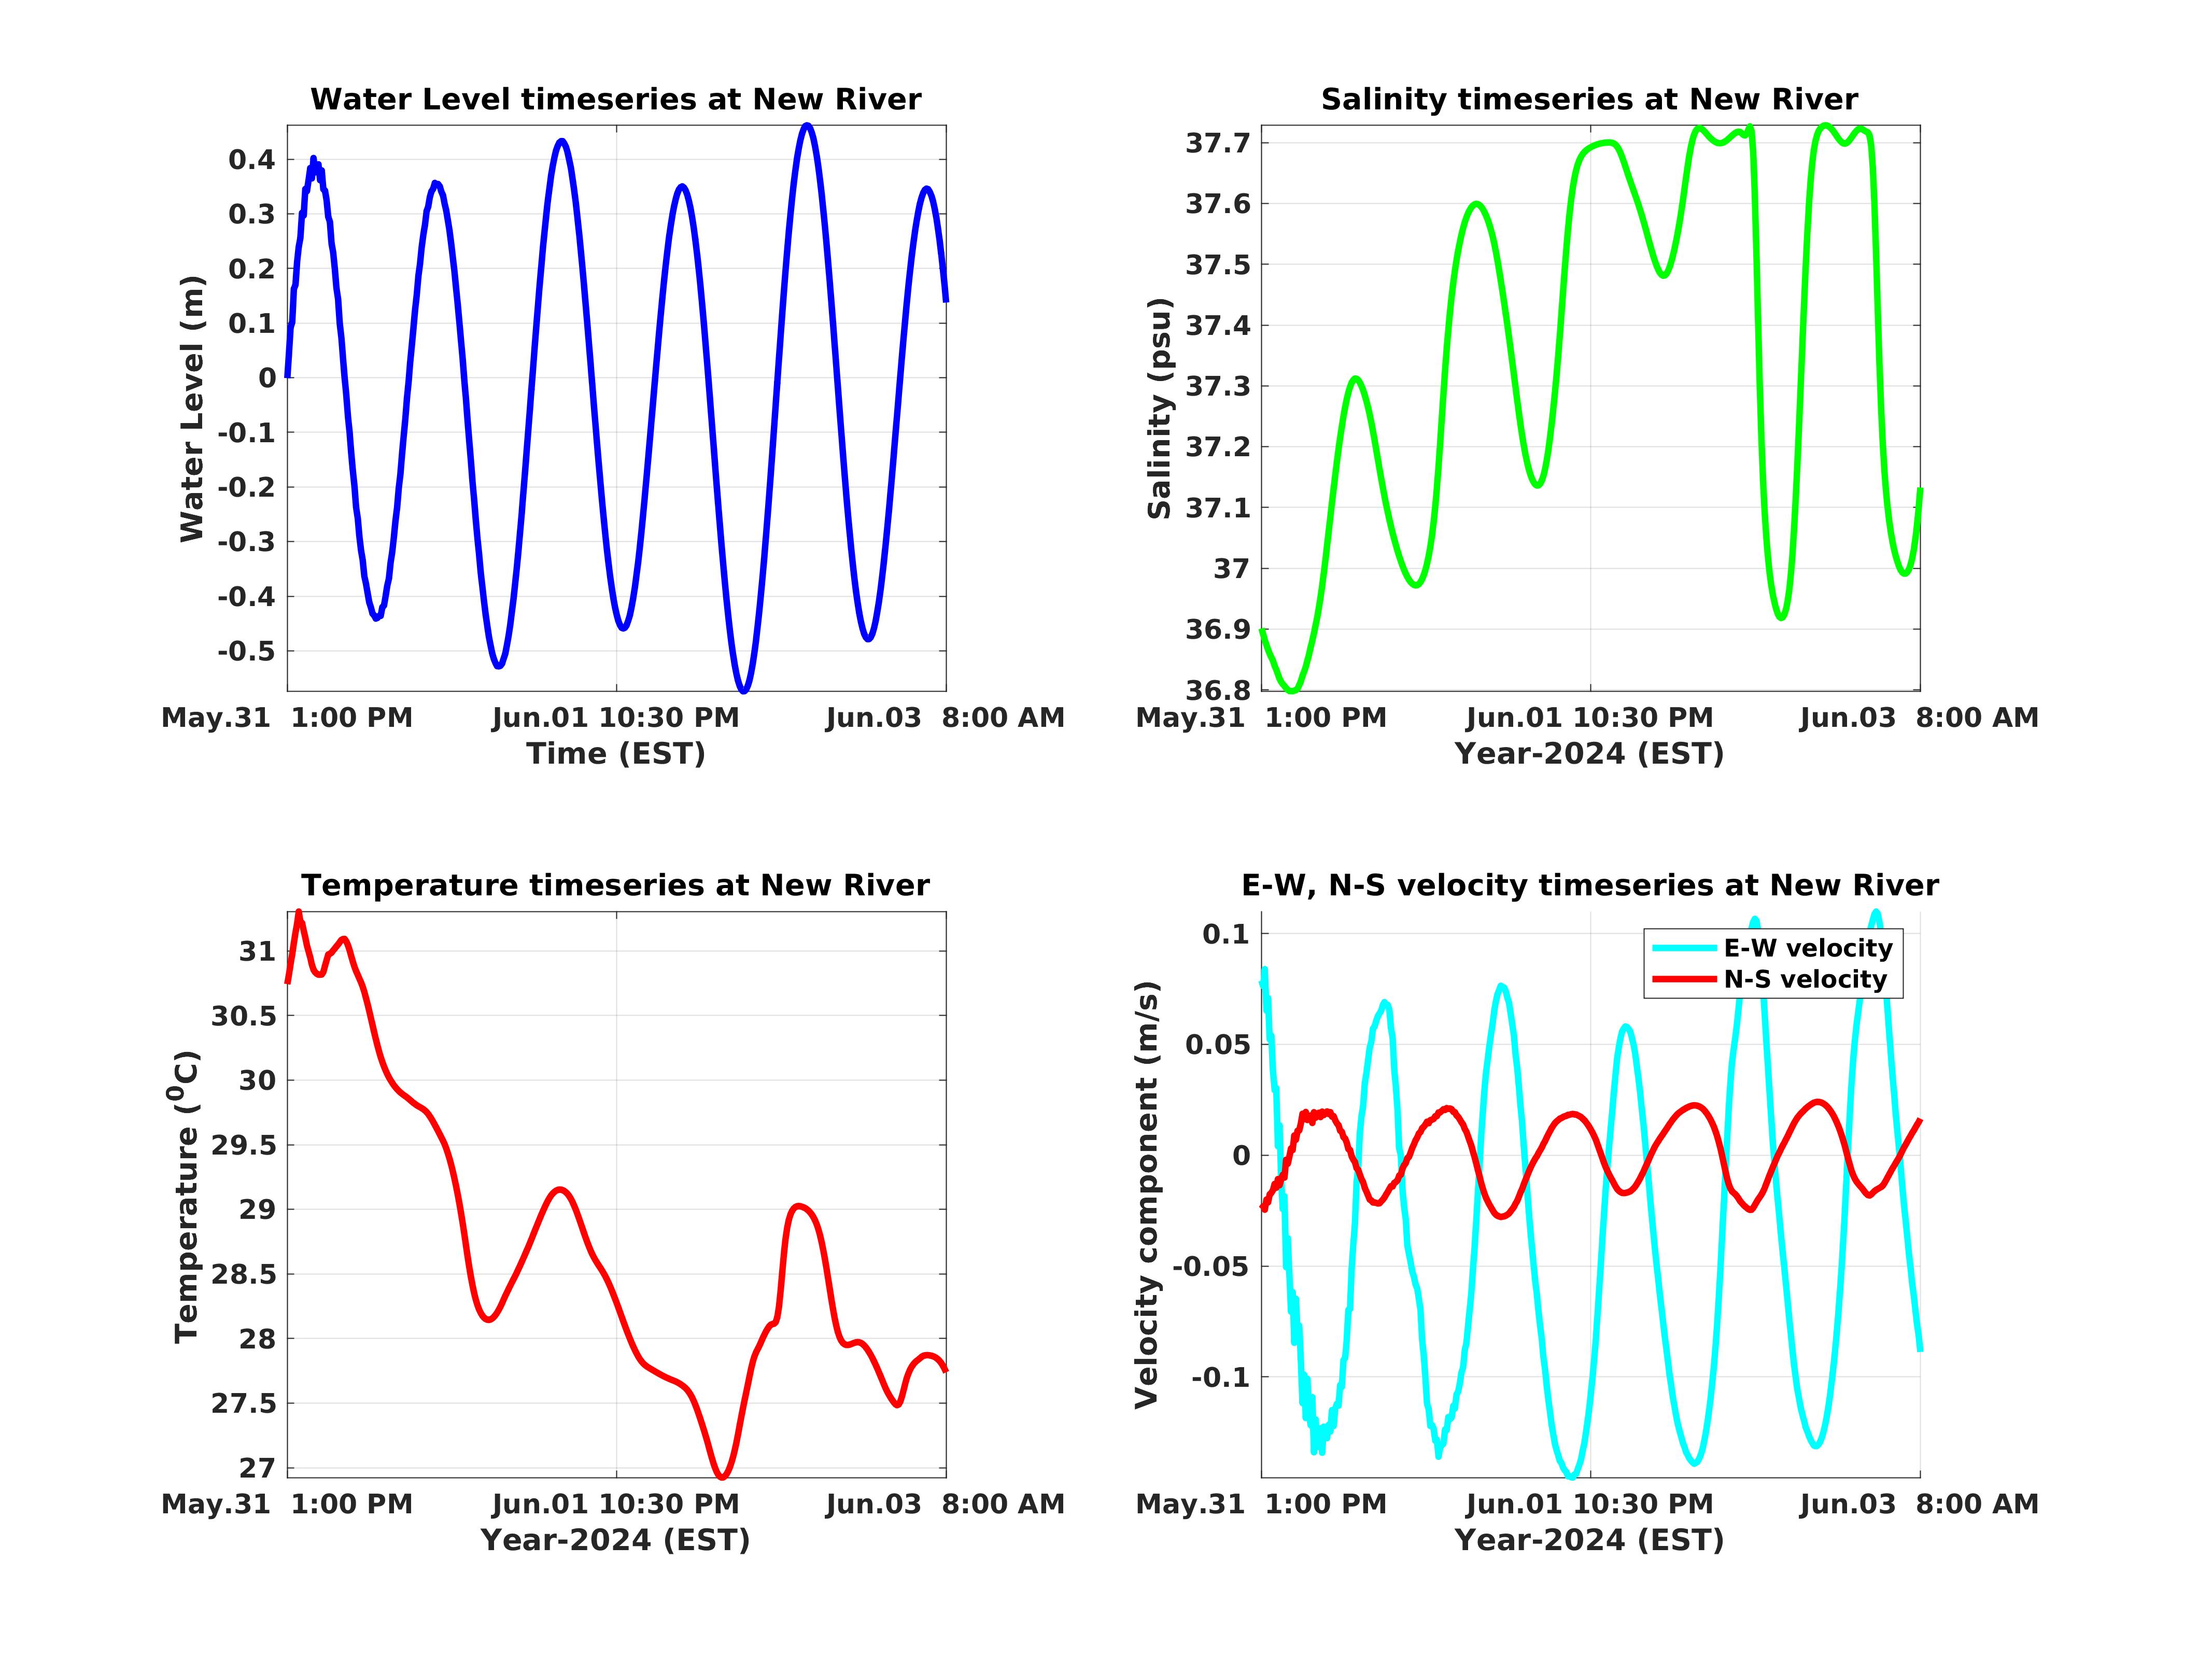 Water Level timeseries at New River
Water Level (m)
0.4
0.3
0.2
0.1
0
-0.1
-0.2
-0.3
-0.4
-0.5
May.31 1:00 PM
Jun.01 10:30 PM
Jun.03 8:00 AM
Time (EST)
Salinity timeseries at New River
Salinity (psu)
37.7
37.6
37.5
37.4
37.3
37.2
37.1
37
36.9
36.8
May.31 1:00 PM
Jun.01 10:30 PM
Jun.03 8:00 AM
Year-2024 (EST)
Temperature timeseries at New River
Temperature (⁰C)
31
30.5
30
29.5
29
28.5
28
27.5
27
May.31 1:00 PM
Jun.01 10:30 PM
Jun.03 8:00 AM
Year-2024 (EST)
E-W, N-S velocity timeseries at New River
Velocity component (m/s)
0.1
0.05
0
-0.05
-0.1
E-W velocity
N-S velocity
May.31 1:00 PM
Jun.01 10:30 PM
Jun.03 8:00 AM
Year-2024 (EST)